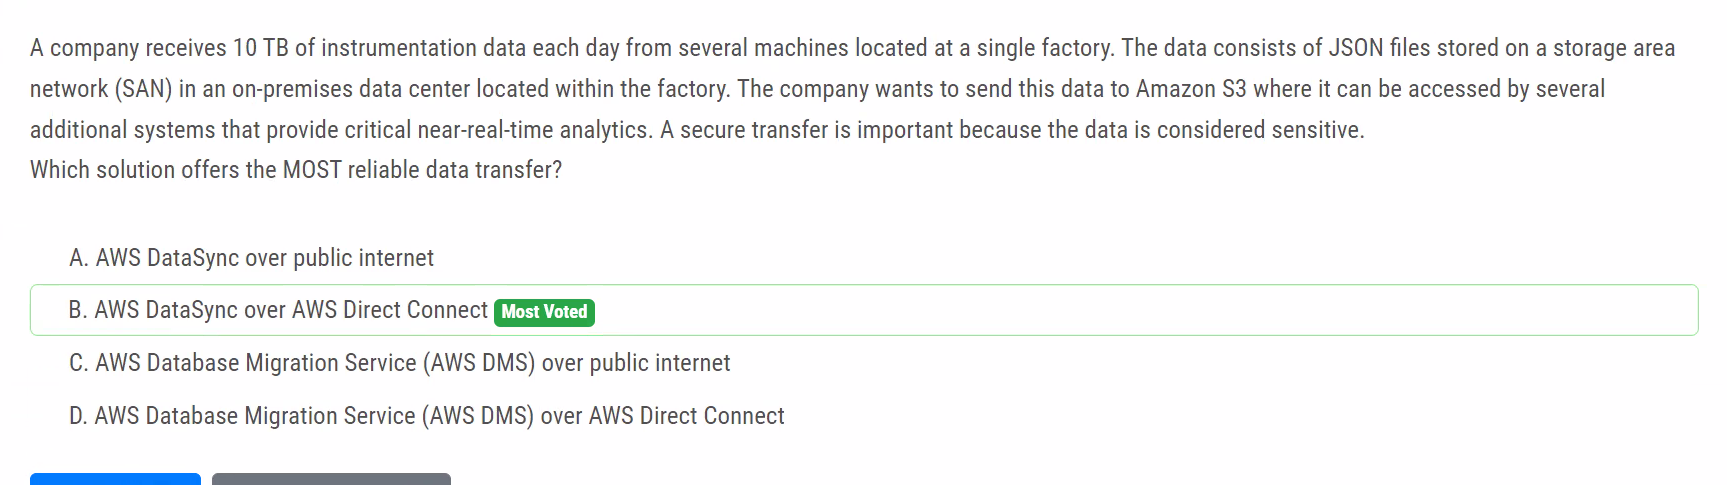 A company receives 10 TB of instrumentation data each day from several machines located at a single factory. The data consists of JSON files stored on a storage area
network (SAN) in an on-premises data center located within the factory. The company wants to send this data to Amazon S3 where it can be accessed by several
additional systems that provide critical near-real-time analytics. A secure transfer is important because the data is considered sensitive.
Which solution offers the MOST reliable data transfer?
A. AWS DataSync over public internet
B. AWS DataSync over AWS Direct Connect Most Voted
C. AWS Database Migration Service (AWS DMS) over public internet
D. AWS Database Migration Service (AWS DMS) over AWS Direct Connect